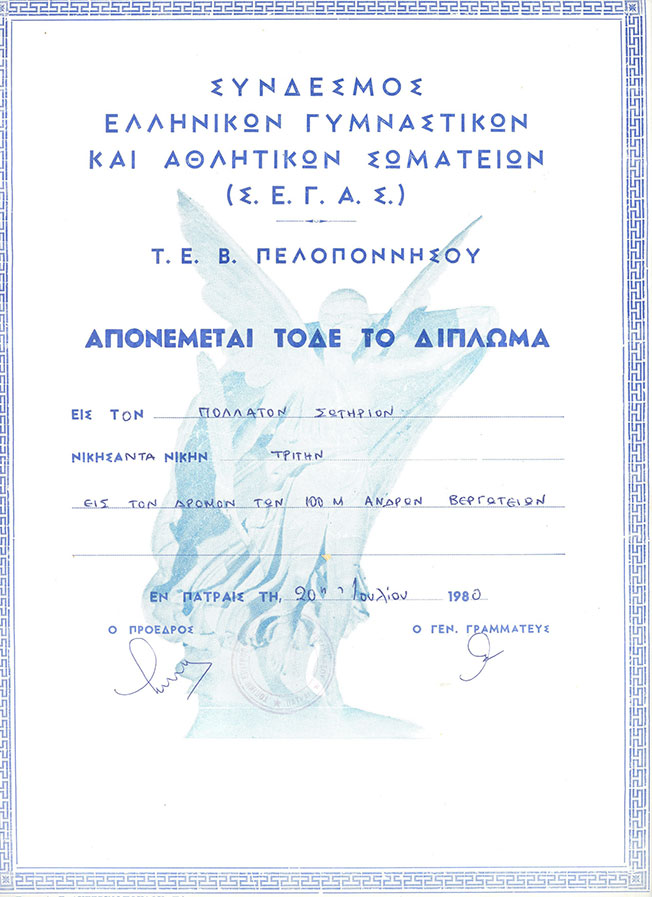 ΣΥΝΔΕΣΜΟΣ
ΕΛΛΗΝΙΚΩΝ ΓΥΜΝΑΣΤΙΚΩΝ
ΚΑΙ ΑΘΛΗΤΙΚΩΝ ΣΩΜΑΤΕΙΩΝ
(Σ. Ε. Γ. Α. Σ.)
Τ. Ε. Β. ΠΕΛΟΠΟΝΝΗΣΟΥ
ΑΠΟΝΕΜΕΤΑΙ ΤΟΔΕ ΤΟ ΔΙΠΛΩΜΑ
ΕΙΣ ΤΟΝ ΠΟΛΛΑΤΟΝ ΣΩΤΗΡΙΟΝ
ΝΙΚΗΣΑΝΤΑ ΝΙΚΗΝ ΤΡΙΤΗΝ
ΕΙΣ ΤΟΝ ΔΡΟΜΟΝ ΤΩΝ 100 Μ ΑΝΔΡΩΝ ΒΕΡΓΩΤΕΙΩΝ
ΕΝ ΠΑΤΡΑΙΣ ΤΗ, 20η Ιουλίου 1980
Ο ΠΡΟΕΔΡΟΣ Ο ΓΕΝ. ΓΡΑΜΜΑΤΕΥΣ